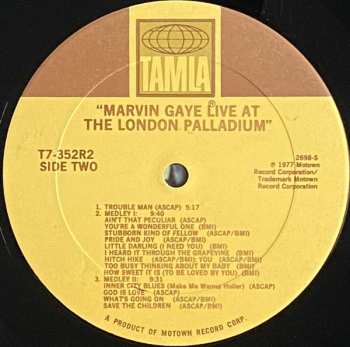 TAMLA
"MARVIN GAYE LIVE AT
THE LONDON PALLADIUM"
T7-352R2
SIDE TWO
2698-S
℗ 1977 Motown
Record Corporation/
Trademark Motown
Record Corporation
1. TROUBLE MAN (ASCAP) 5:17
2. MEDLEY I: 9:40
AIN'T THAT PECULIAR (ASCAP)
YOU'RE A WONDERFUL ONE (BMI)
STUBBORN KIND OF FELLOW (ASCAP/BMI)
PRIDE AND JOY (ASCAP/BMI)
LITTLE DARLING (I NEED YOU) (BMI)
I HEARD IT THROUGH THE GRAPEVINE (BMI)
HITCH HIKE (ASCAP/BMI)/YOU (ASCAP/BMI)
TOO BUSY THINKING ABOUT MY BABY (BMI)
HOW SWEET IT IS (TO BE LOVED BY YOU) (BMI)
3. MEDLEY II:
INNER CITY BLUES (Make Me Wanna Holler) (ASCAP)
GOD IS LOVE (ASCAP)
WHAT'S GOING ON (ASCAP/BMI)
SAVE THE CHILDREN (ASCAP/BMI)
A PRODUCT OF MOTOWN RECORD CORP.